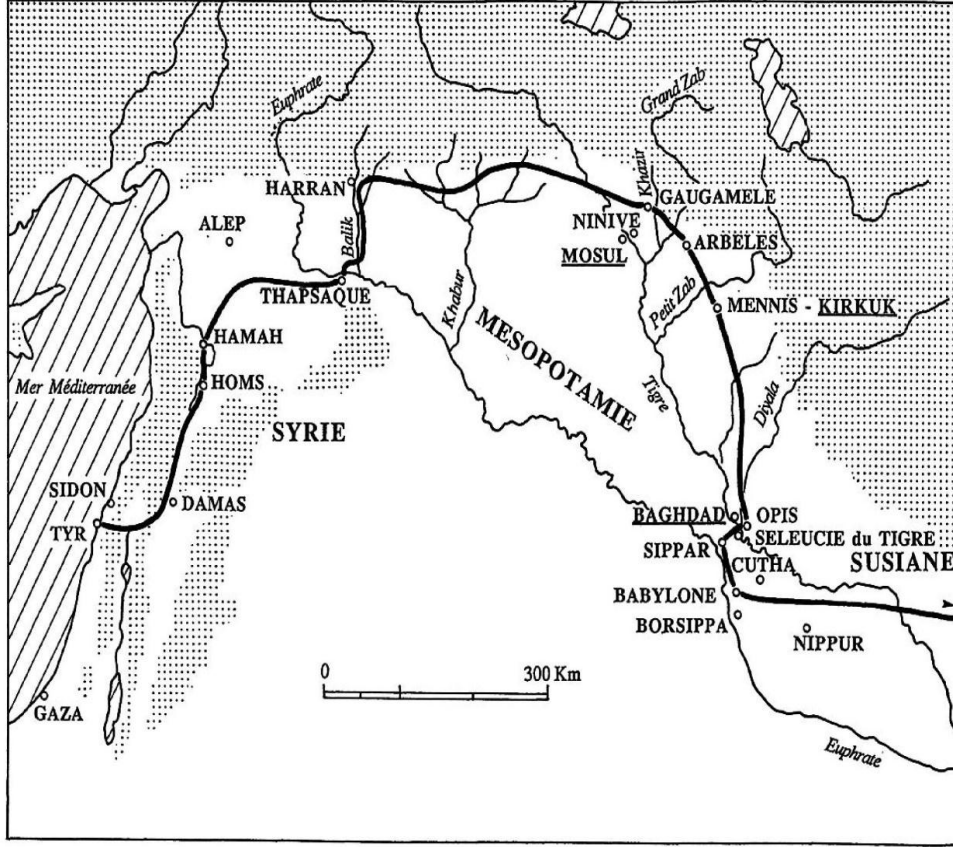 Euphrate
Grand Zab
HARRAN
Khazir
GAUGAMELE
ALEP
Balik
NINIVE
MOSUL
ARBELES
THAPSAQUE
Khabur
Petit Zab
MENNIS - KIRKUK
HAMAH
MESOPOTAMIE
Mer Méditerranée
HOMS
Tigre
Diyala
SYRIE
SIDON
DAMAS
TYR
BAGHDAD
OPIS
SELEUCIE du TIGRE
SIPPAR
CUTHA
SUSIANE
BABYLONE
BORSIPPA
NIPPUR
0 300 Km
GAZA
Euphrate